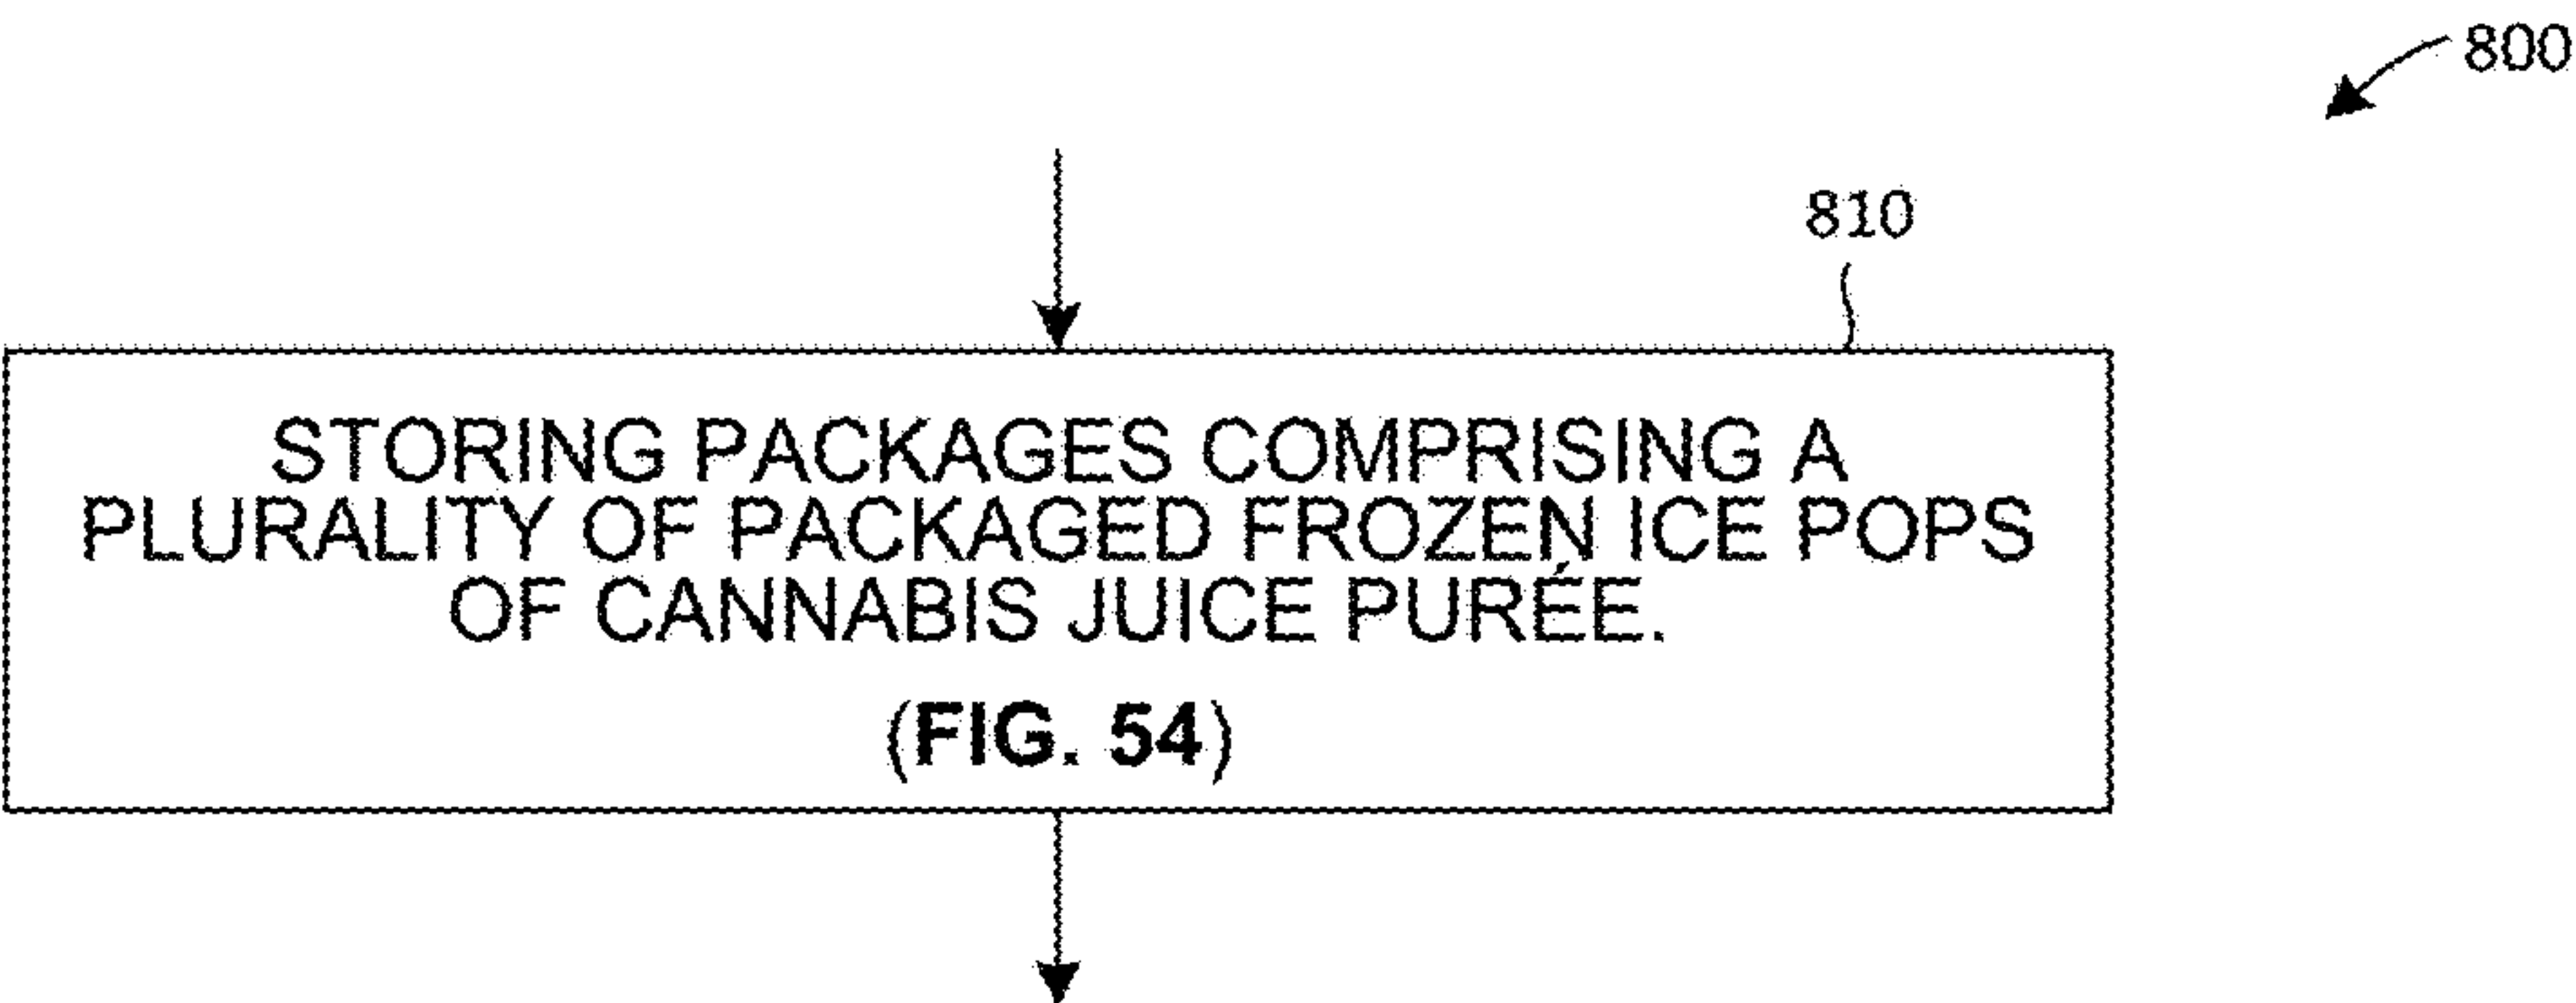 800
810
STORING PACKAGES COMPRISING A
PLURALITY OF PACKAGED FROZEN ICE POPS
OF CANNABIS JUICE PURÉE.
(FIG. 54)